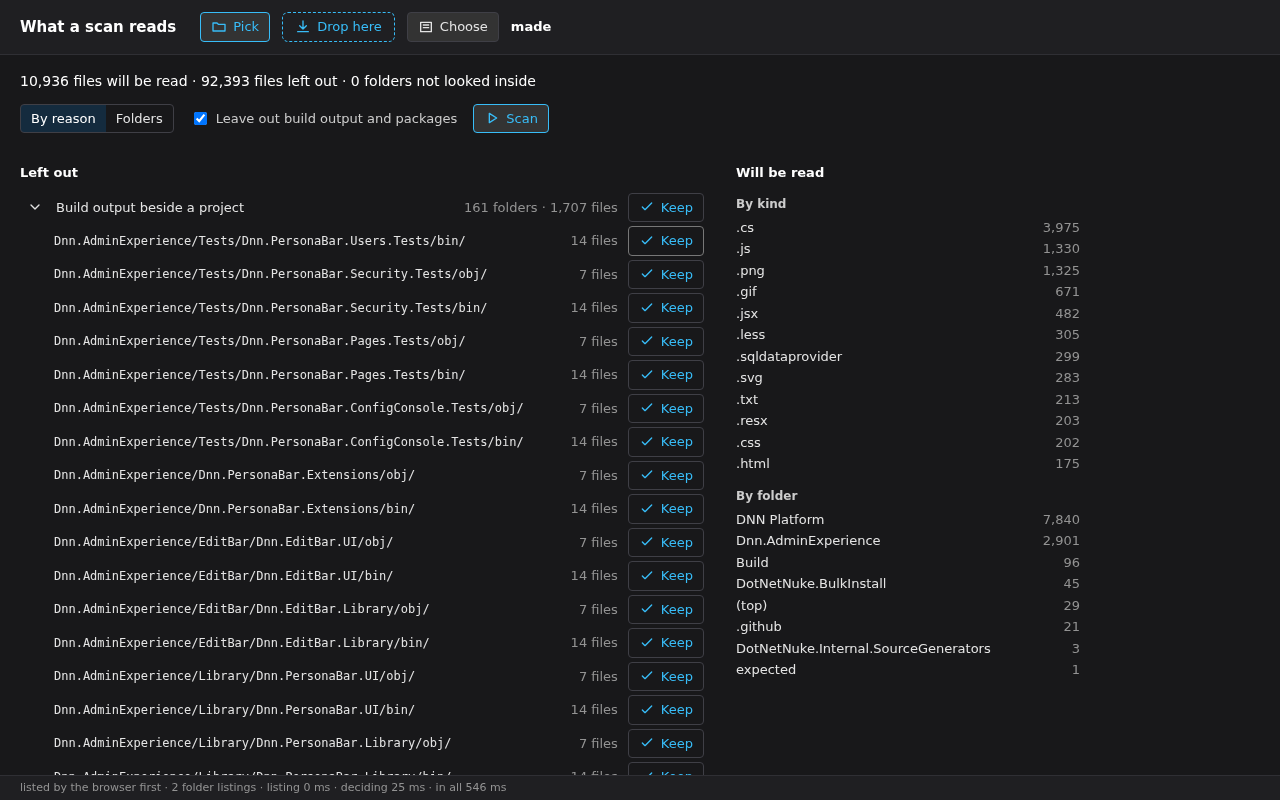 What a scan reads Pick Drop here Choose made
10,936 files will be read · 92,393 files left out · 0 folders not looked inside
By reason Folders Leave out build output and packages Scan
Left out
Build output beside a project 161 folders · 1,707 files Keep
Dnn.AdminExperience/Tests/Dnn.PersonaBar.Users.Tests/bin/ 14 files Keep
Dnn.AdminExperience/Tests/Dnn.PersonaBar.Security.Tests/obj/ 7 files Keep
Dnn.AdminExperience/Tests/Dnn.PersonaBar.Security.Tests/bin/ 14 files Keep
Dnn.AdminExperience/Tests/Dnn.PersonaBar.Pages.Tests/obj/ 7 files Keep
Dnn.AdminExperience/Tests/Dnn.PersonaBar.Pages.Tests/bin/ 14 files Keep
Dnn.AdminExperience/Tests/Dnn.PersonaBar.ConfigConsole.Tests/obj/ 7 files Keep
Dnn.AdminExperience/Tests/Dnn.PersonaBar.ConfigConsole.Tests/bin/ 14 files Keep
Dnn.AdminExperience/Dnn.PersonaBar.Extensions/obj/ 7 files Keep
Dnn.AdminExperience/Dnn.PersonaBar.Extensions/bin/ 14 files Keep
Dnn.AdminExperience/EditBar/Dnn.EditBar.UI/obj/ 7 files Keep
Dnn.AdminExperience/EditBar/Dnn.EditBar.UI/bin/ 14 files Keep
Dnn.AdminExperience/EditBar/Dnn.EditBar.Library/obj/ 7 files Keep
Dnn.AdminExperience/EditBar/Dnn.EditBar.Library/bin/ 14 files Keep
Dnn.AdminExperience/Library/Dnn.PersonaBar.UI/obj/ 7 files Keep
Dnn.AdminExperience/Library/Dnn.PersonaBar.UI/bin/ 14 files Keep
Dnn.AdminExperience/Library/Dnn.PersonaBar.Library/obj/ 7 files Keep
Dnn.AdminExperience/Library/Dnn.PersonaBar.Library/bin/ 14 files Keep
Will be read
By kind
.cs 3,975
.js 1,330
.png 1,325
.gif 671
.jsx 482
.less 305
.sqldataprovider 299
.svg 283
.txt 213
.resx 203
.css 202
.html 175
By folder
DNN Platform 7,840
Dnn.AdminExperience 2,901
Build 96
DotNetNuke.BulkInstall 45
(top) 29
.github 21
DotNetNuke.Internal.SourceGenerators 3
expected 1
listed by the browser first · 2 folder listings · listing 0 ms · deciding 25 ms · in all 546 ms